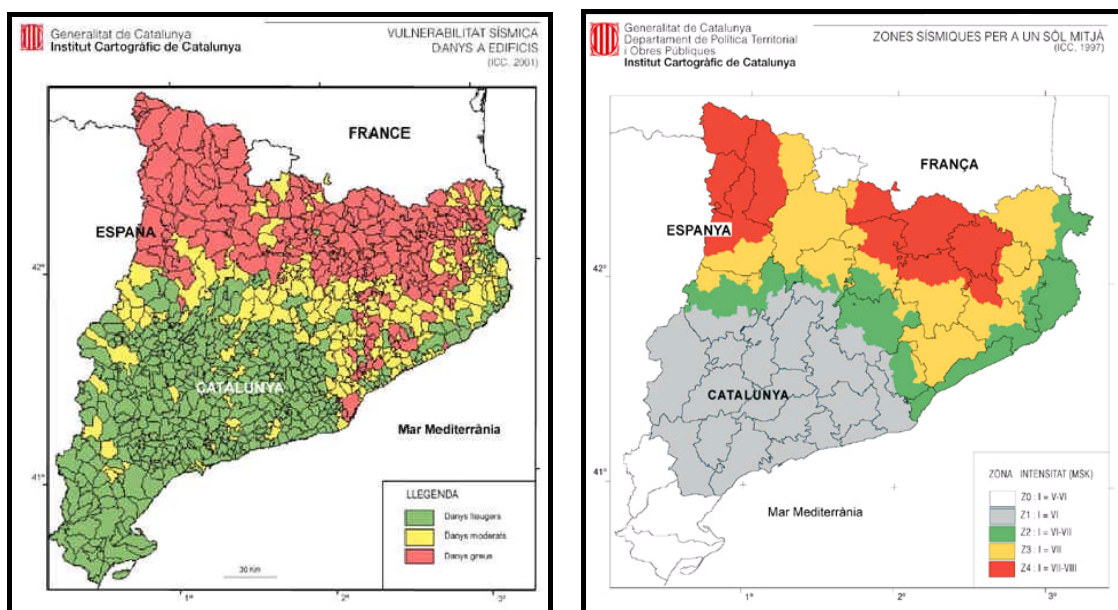 Generalitat de Catalunya
Institut Cartogràfic de Catalunya
VULNERABILITAT SÍSMICA
DANYS A EDIFICIS
(ICC. 2001)
FRANCE
ESPAÑA
42°
CATALUNYA
Mar Mediterrània
41°
LLEGENDA
Danys lleugers
Danys moderats
Danys greus
30 Km
1° 2° 3°
Generalitat de Catalunya
Departament de Política Territorial
i Obres Públiques
Institut Cartogràfic de Catalunya
ZONES SÍSMIQUES PER A UN SÒL MITJÀ
(ICC. 1997)
FRANÇA
ESPANYA
42°
CATALUNYA
41°
Mar Mediterrània
ZONA INTENSITAT (MSK)
Z0 : I = V-VI
Z1 : I = VI
Z2 : I = VI-VII
Z3 : I = VII
Z4 : I = VII-VIII
1° 2° 3°